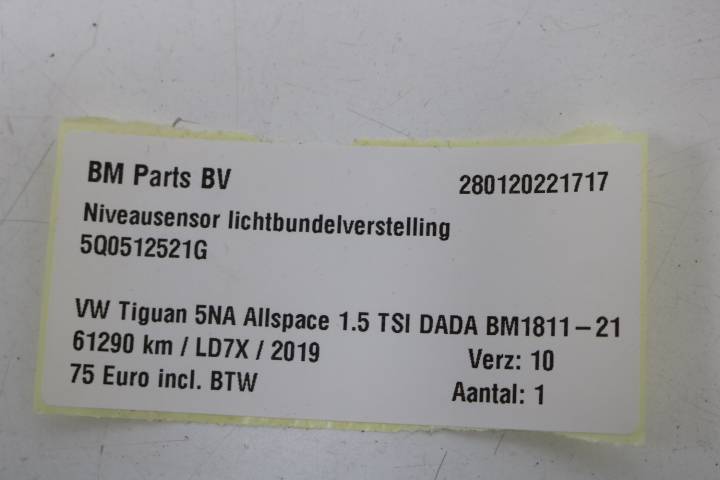 BM Parts BV 280120221717
Niveausensor lichtbundelverstelling
5Q0512521G
VW Tiguan 5NA Allspace 1.5 TSI DADA BM1811-21
61290 km / LD7X / 2019 Verz: 10
75 Euro incl. BTW Aantal: 1